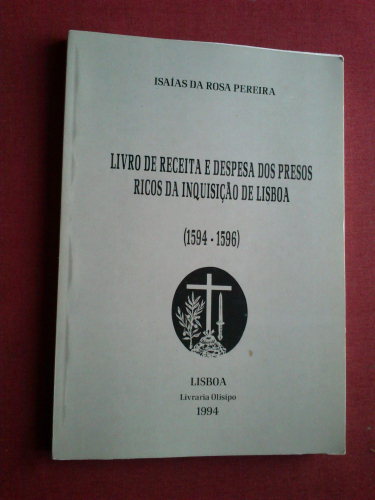 ISAÍAS DA ROSA PEREIRA
LIVRO DE RECEITA E DESPESA DOS PRESOS
RICOS DA INQUISIÇÃO DE LISBOA
(1594 - 1596)
LISBOA
Livraria Olisipo
1994